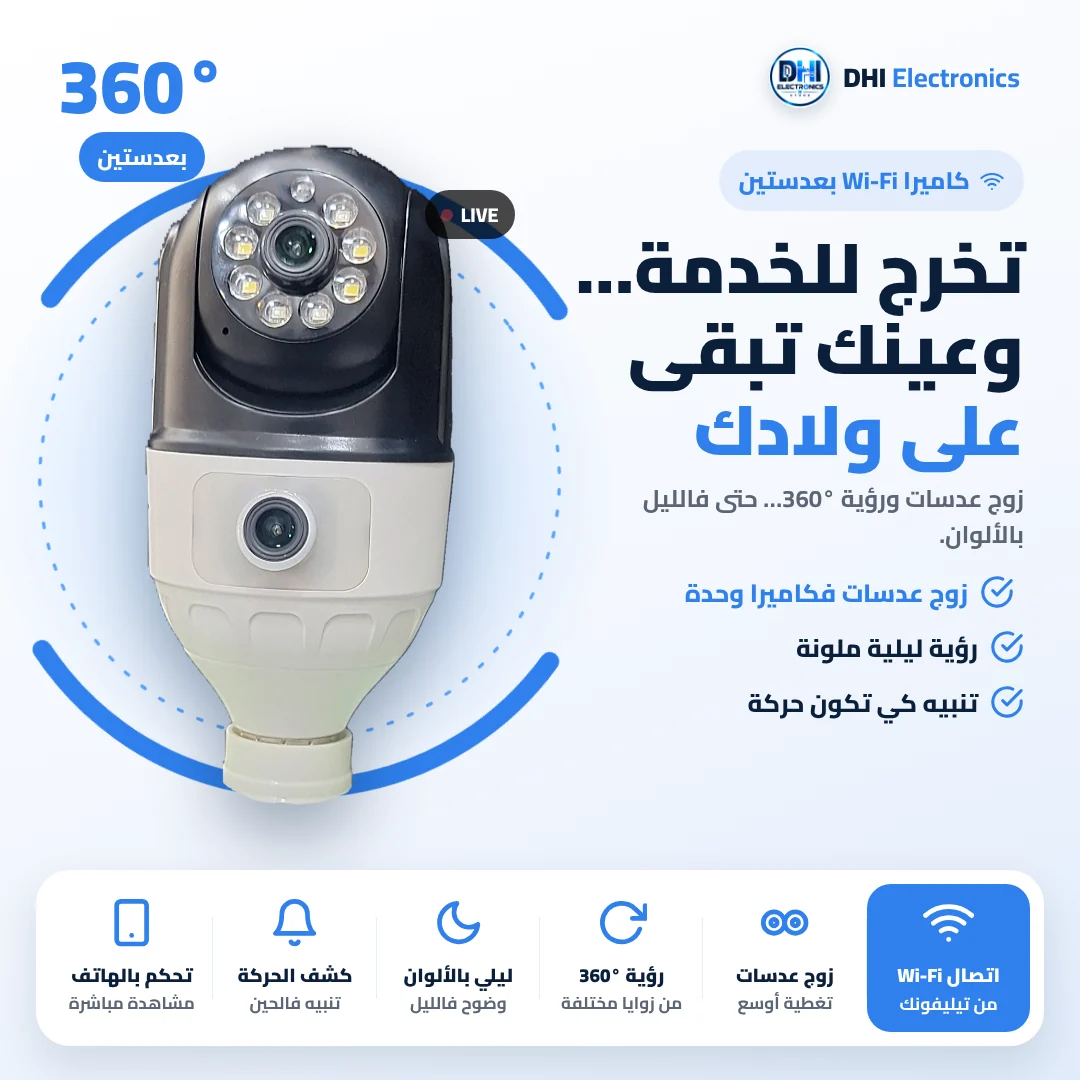 DHI Electronics
DHI
ELECTRONICS
360°
بعدستين
LIVE
كاميرا Wi-Fi بعدستين
تخرج للخدمة...
وعينك تبقى
على ولادك
زوج عدسات ورؤية 360°... حتى فالليل
بالألوان.
زوج عدسات فكاميرا وحدة
رؤية ليلية ملونة
تنبيه كي تكون حركة
اتصال Wi-Fi
من تيليفونك
زوج عدسات
تغطية أوسع
رؤية 360°
من زوايا مختلفة
ليلي بالألوان
وضوح فالليل
كشف الحركة
تنبيه فالحين
تحكم بالهاتف
مشاهدة مباشرة